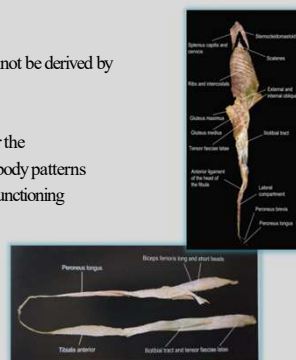 not be derived by
r the
body patterns
unctioning
Splenius capitis and
cervicis
Sternocleidomastoid
Scalenes
Ribs and intercostals
External and
internal oblique
Gluteus maximus
Gluteus medius
Tensor fasciae latae
Iliotibial tract
Anterior ligament
of the head of
the fibula
Lateral
compartment
Peroneus brevis
Peroneus longus
Biceps femoris long and short heads
Peroneus longus
Tibialis anterior
Iliotibial tract and tensor fasciae latae